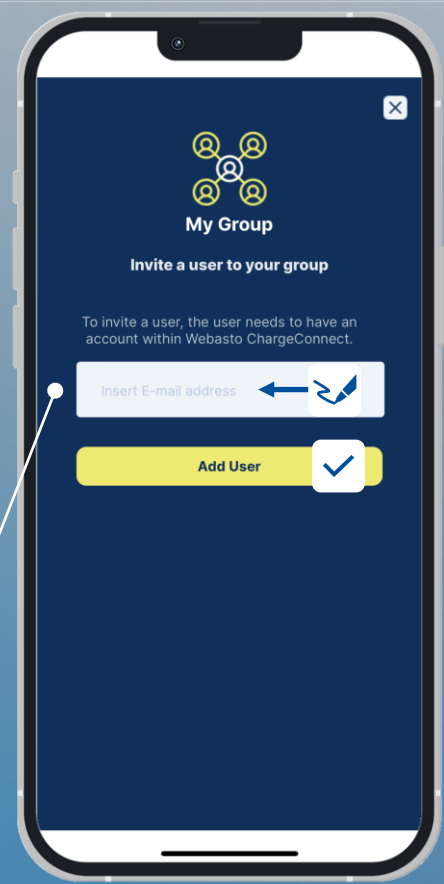 My Group
Invite a user to your group
To invite a user, the user needs to have an
account within Webasto ChargeConnect.
Insert E-mail address
Add User